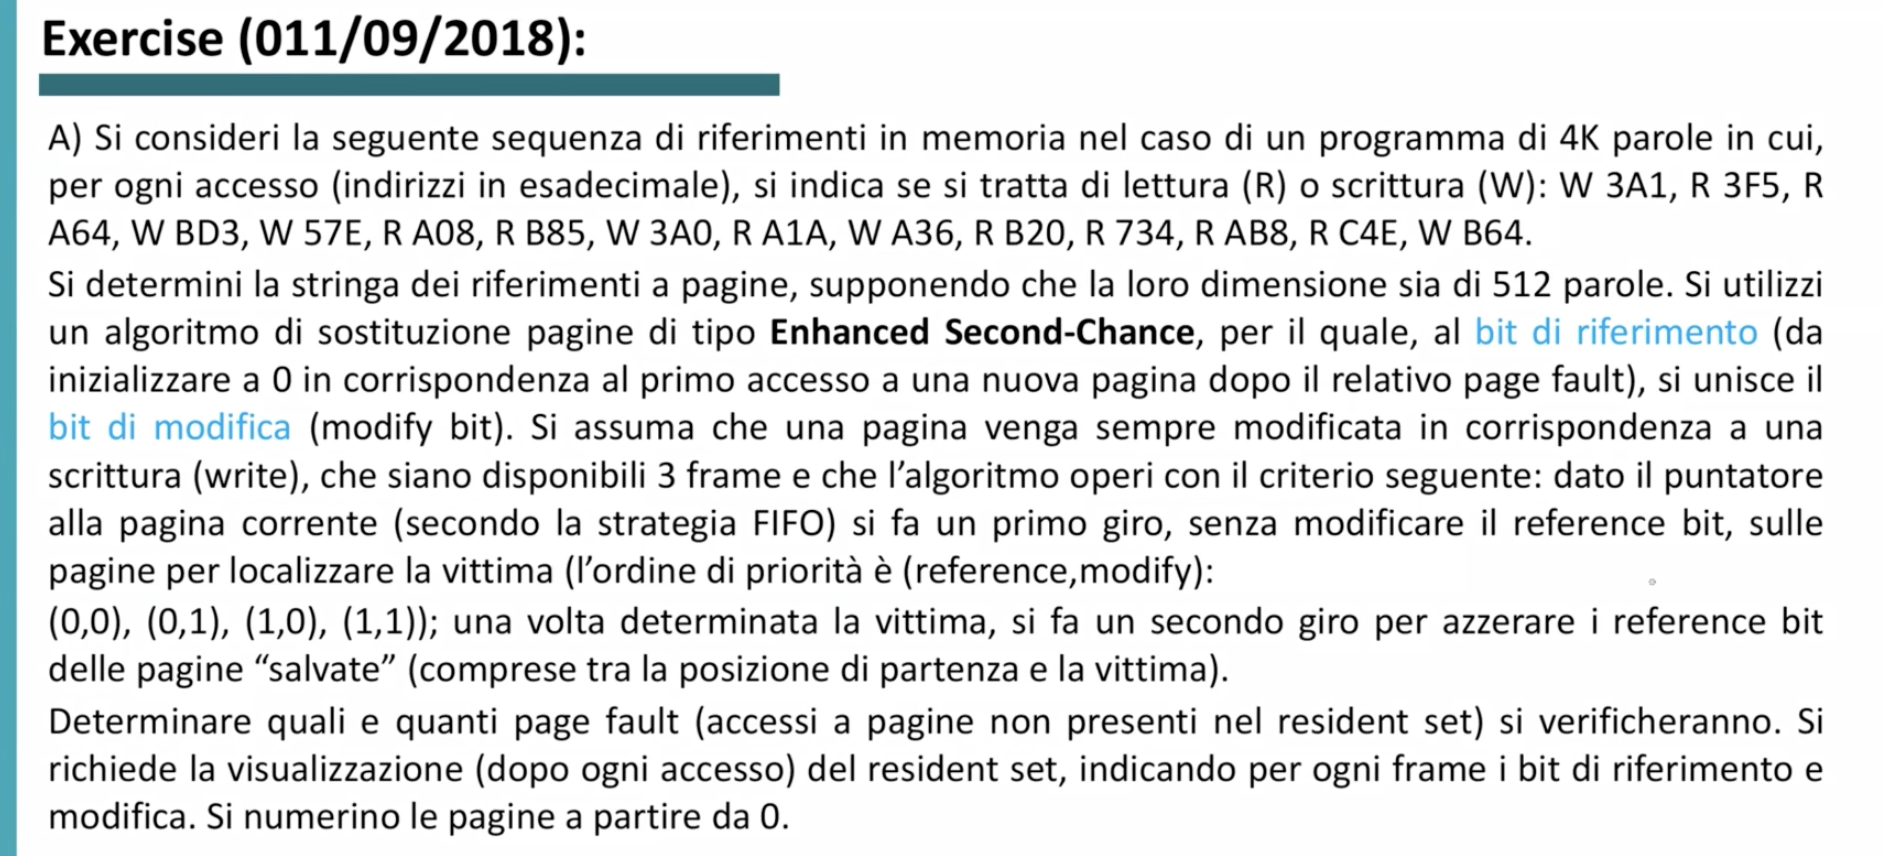 Exercise (011/09/2018):
A) Si consideri la seguente sequenza di riferimenti in memoria nel caso di un programma di 4K parole in cui,
per ogni accesso (indirizzi in esadecimale), si indica se si tratta di lettura (R) o scrittura (W): W 3A1, R 3F5, R
A64, W BD3, W 57E, R A08, R B85, W 3A0, R A1A, W A36, R B20, R 734, R AB8, R C4E, W B64.
Si determini la stringa dei riferimenti a pagine, supponendo che la loro dimensione sia di 512 parole. Si utilizzi
un algoritmo di sostituzione pagine di tipo Enhanced Second-Chance, per il quale, al bit di riferimento (da
inizializzare a 0 in corrispondenza al primo accesso a una nuova pagina dopo il relativo page fault), si unisce il
bit di modifica (modify bit). Si assuma che una pagina venga sempre modificata in corrispondenza a una
scrittura (write), che siano disponibili 3 frame e che l’algoritmo operi con il criterio seguente: dato il puntatore
alla pagina corrente (secondo la strategia FIFO) si fa un primo giro, senza modificare il reference bit, sulle
pagine per localizzare la vittima (l’ordine di priorità è (reference,modify):
(0,0), (0,1), (1,0), (1,1)); una volta determinata la vittima, si fa un secondo giro per azzerare i reference bit
delle pagine “salvate” (comprese tra la posizione di partenza e la vittima).
Determinare quali e quanti page fault (accessi a pagine non presenti nel resident set) si verificheranno. Si
richiede la visualizzazione (dopo ogni accesso) del resident set, indicando per ogni frame i bit di riferimento e
modifica. Si numerino le pagine a partire da 0.